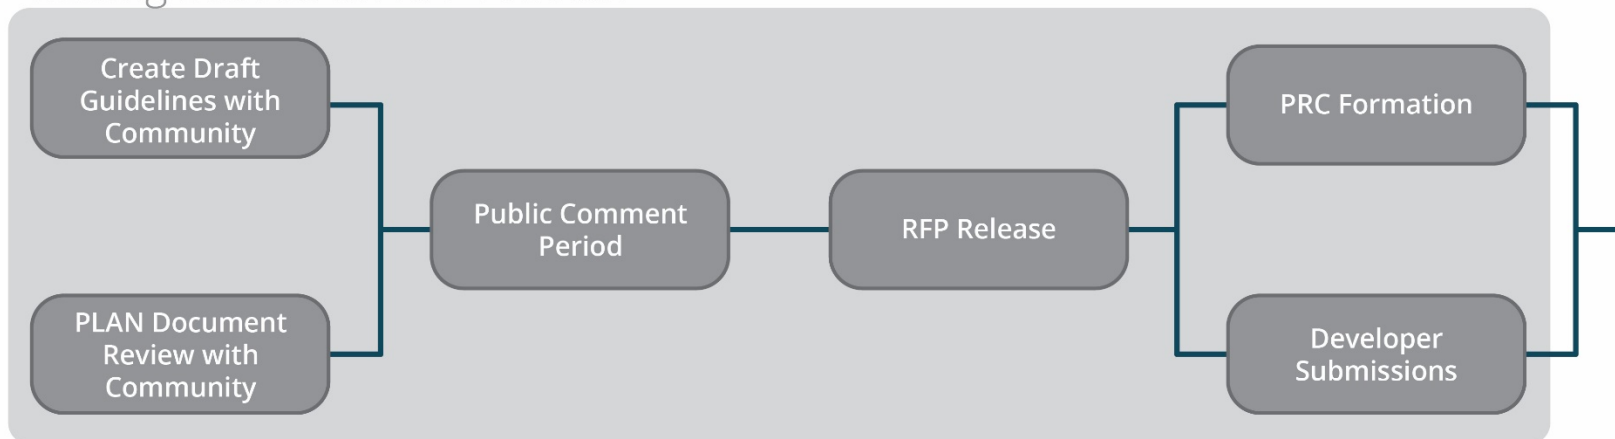 Create Draft
Guidelines with
Community
PLAN Document
Review with
Community
Public Comment
Period
RFP Release
PRC Formation
Developer
Submissions